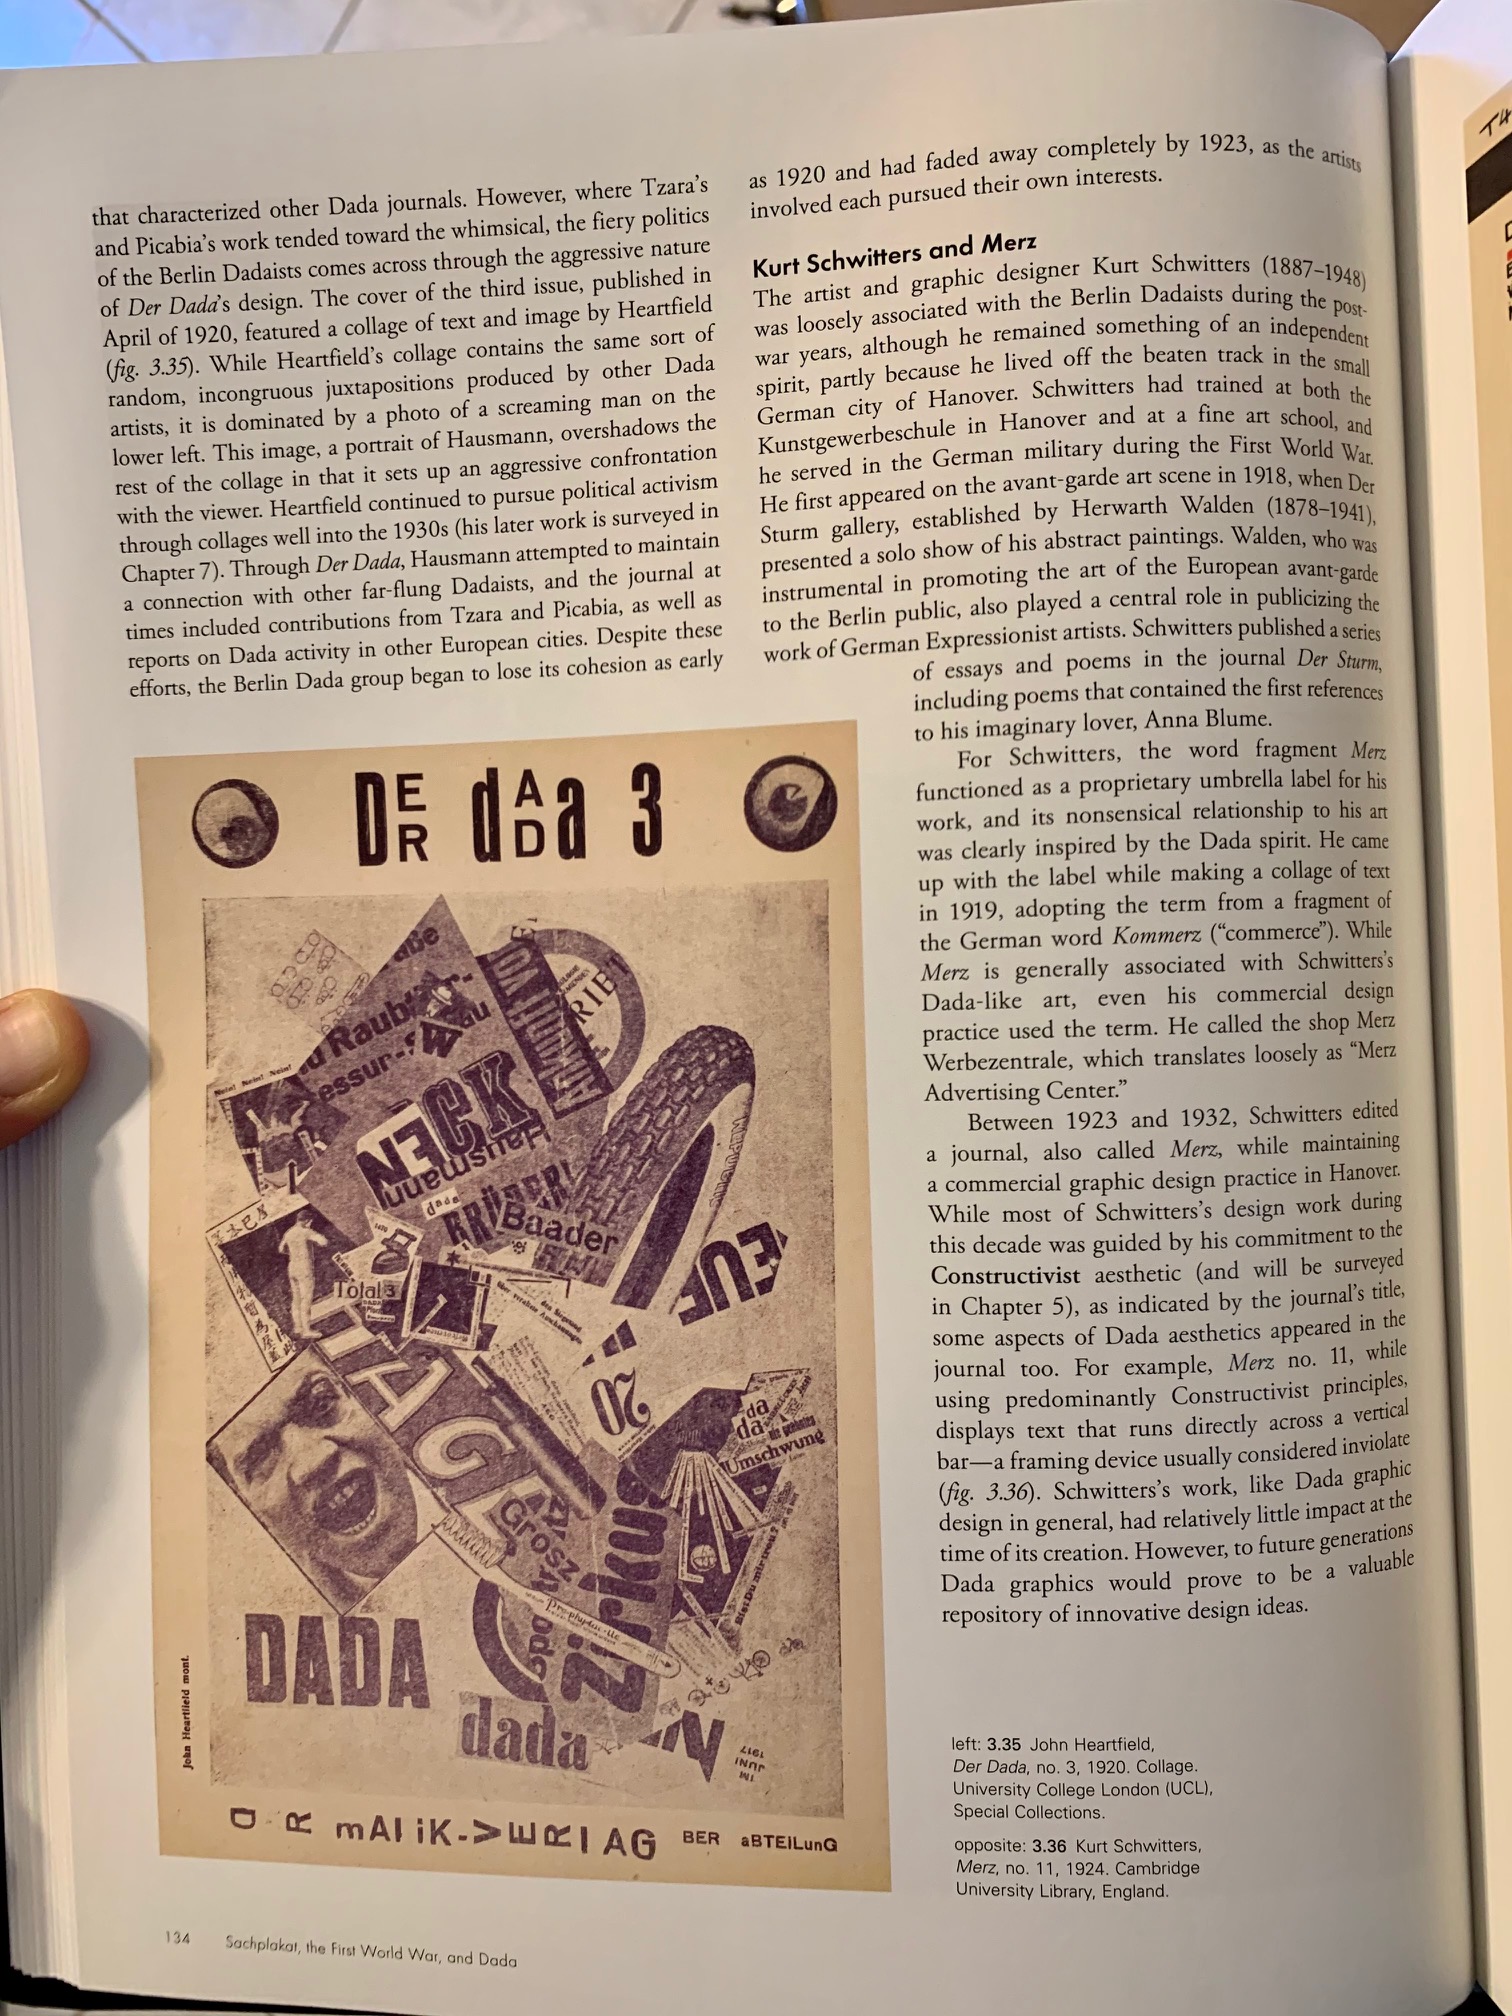 that characterized other Dada journals. However, where Tzara's
and Picabia's work tended toward the whimsical, the fiery politics
of the Berlin Dadaists comes across through the aggressive nature
of Der Dada's design. The cover of the third issue, published in
April of 1920, featured a collage of text and image by Heartfield
(fig. 3.35). While Heartfield's collage contains the same sort of
random, incongruous juxtapositions produced by other Dada
artists, it is dominated by a photo of a screaming man on the
lower left. This image, a portrait of Hausmann, overshadows the
rest of the collage in that it sets up an aggressive confrontation
with the viewer. Heartfield continued to pursue political activism
through collages well into the 1930s (his later work is surveyed in
Chapter 7). Through Der Dada, Hausmann attempted to maintain
a connection with other far-flung Dadaists, and the journal at
times included contributions from Tzara and Picabia, as well as
reports on Dada activity in other European cities. Despite these
efforts, the Berlin Dada group began to lose its cohesion as early
as 1920 and had faded away completely by 1923, as the artists
involved each pursued their own interests.
Kurt Schwitters and Merz
The artist and graphic designer Kurt Schwitters (1887–1948)
was loosely associated with the Berlin Dadaists during the post-
war years, although he remained something of an independent
spirit, partly because he lived off the beaten track in the small
German city of Hanover. Schwitters had trained at both the
Kunstgewerbeschule in Hanover and at a fine art school, and
he served in the German military during the First World War.
He first appeared on the avant-garde art scene in 1918, when Der
Sturm gallery, established by Herwarth Walden (1878–1941),
presented a solo show of his abstract paintings. Walden, who was
instrumental in promoting the art of the European avant-garde
to the Berlin public, also played a central role in publicizing the
work of German Expressionist artists. Schwitters published a series
of essays and poems in the journal Der Sturm,
including poems that contained the first references
to his imaginary lover, Anna Blume.
For Schwitters, the word fragment Merz
functioned as a proprietary umbrella label for his
work, and its nonsensical relationship to his art
was clearly inspired by the Dada spirit. He came
up with the label while making a collage of text
in 1919, adopting the term from a fragment of
the German word Kommerz (“commerce”). While
Merz is generally associated with Schwitters's
Dada-like art, even his commercial design
practice used the term. He called the shop Merz
Werbezentrale, which translates loosely as “Merz
Advertising Center.”
Between 1923 and 1932, Schwitters edited
a journal, also called Merz, while maintaining
a commercial graphic design practice in Hanover.
While most of Schwitters's design work during
this decade was guided by his commitment to the
Constructivist aesthetic (and will be surveyed
in Chapter 5), as indicated by the journal's title,
some aspects of Dada aesthetics appeared in the
journal too. For example, Merz no. 11, while
using predominantly Constructivist principles,
displays text that runs directly across a vertical
bar—a framing device usually considered inviolate
(fig. 3.36). Schwitters's work, like Dada graphic
design in general, had relatively little impact at the
time of its creation. However, to future generations
Dada graphics would prove to be a valuable
repository of innovative design ideas.
DER daDa 3
Nein! Nein! Nein!
Raub
essur-
NECK
Hausmann
dada
BRÜDER!
Baader
Total 3
20
da
da
Umschwung
Grosz
Zirkus
DADA
dada
IM
JUNI
1917
John Heartfield mont.
DER mAliK-VERlAG BER aBTEILunG
left: 3.35 John Heartfield,
Der Dada, no. 3, 1920. Collage.
University College London (UCL),
Special Collections.
opposite: 3.36 Kurt Schwitters,
Merz, no. 11, 1924. Cambridge
University Library, England.
134 Sachplakat, the First World War, and Dada